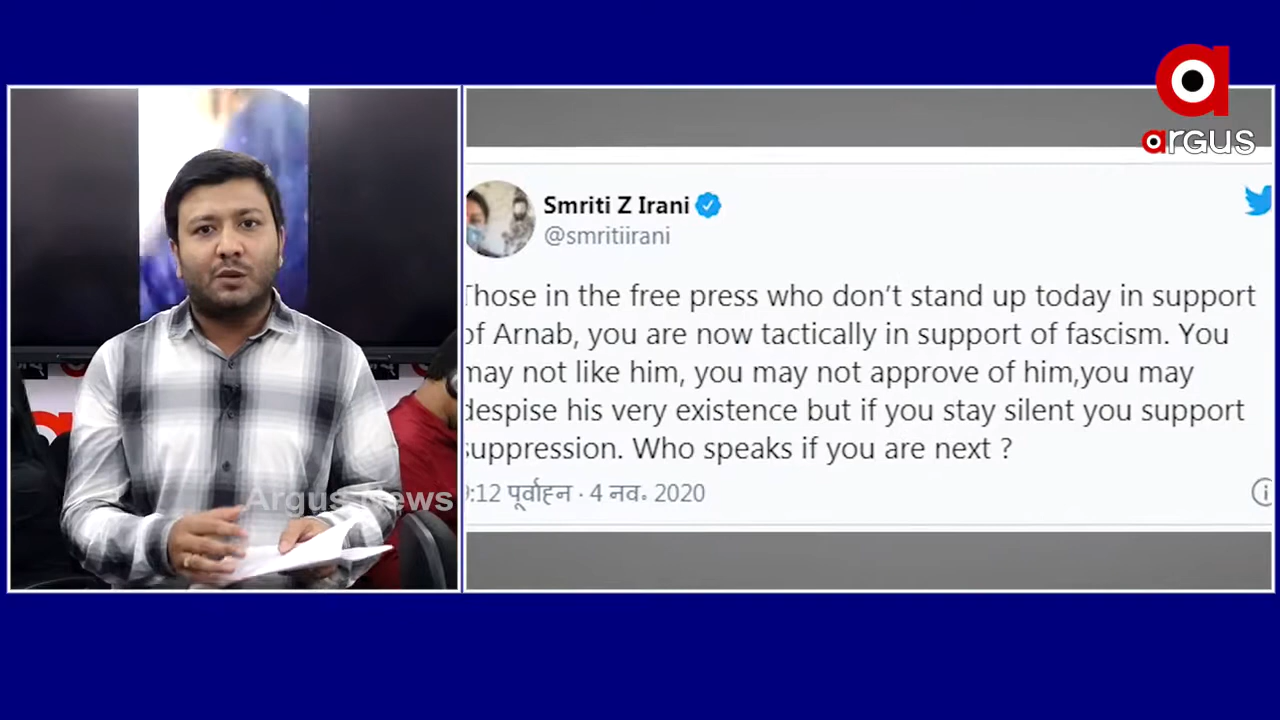 argus
Smriti Z Irani
@smritiirani
Those in the free press who don't stand up today in support
of Arnab, you are now tactically in support of fascism. You
may not like him, you may not approve of him,you may
despise his very existence but if you stay silent you support
suppression. Who speaks if you are next ?
9:12 पूर्वाह्न · 4 नव॰ 2020
Argus News